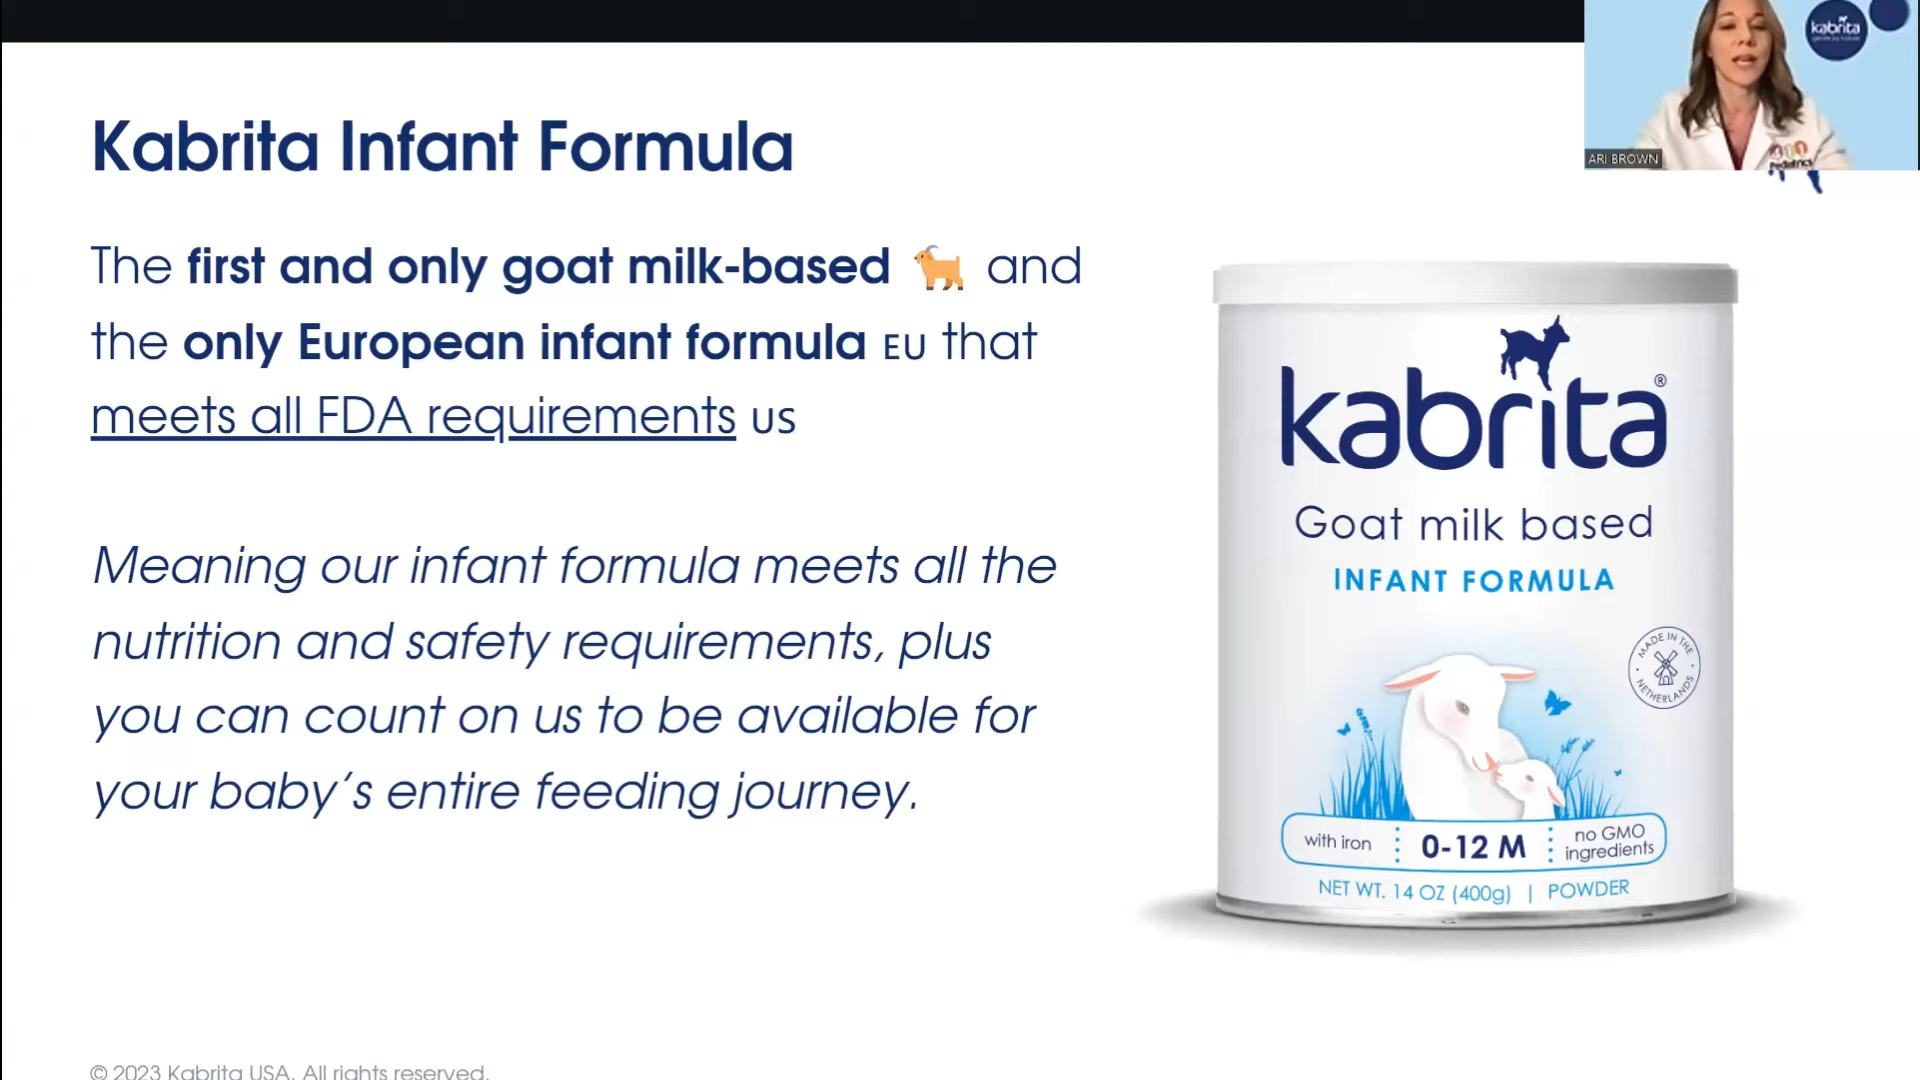 kabrita
ARI BROWN
Pediatrics
Kabrita Infant Formula
The first and only goat milk-based 🐐 and
the only European infant formula EU that
meets all FDA requirements US
Meaning our infant formula meets all the
nutrition and safety requirements, plus
you can count on us to be available for
your baby’s entire feeding journey.
kabrita®
Goat milk based
INFANT FORMULA
MADE IN THE
NETHERLANDS
with iron
0-12 M
no GMO
ingredients
NET WT. 14 OZ (400g) | POWDER
© 2023 Kabrita USA. All rights reserved.